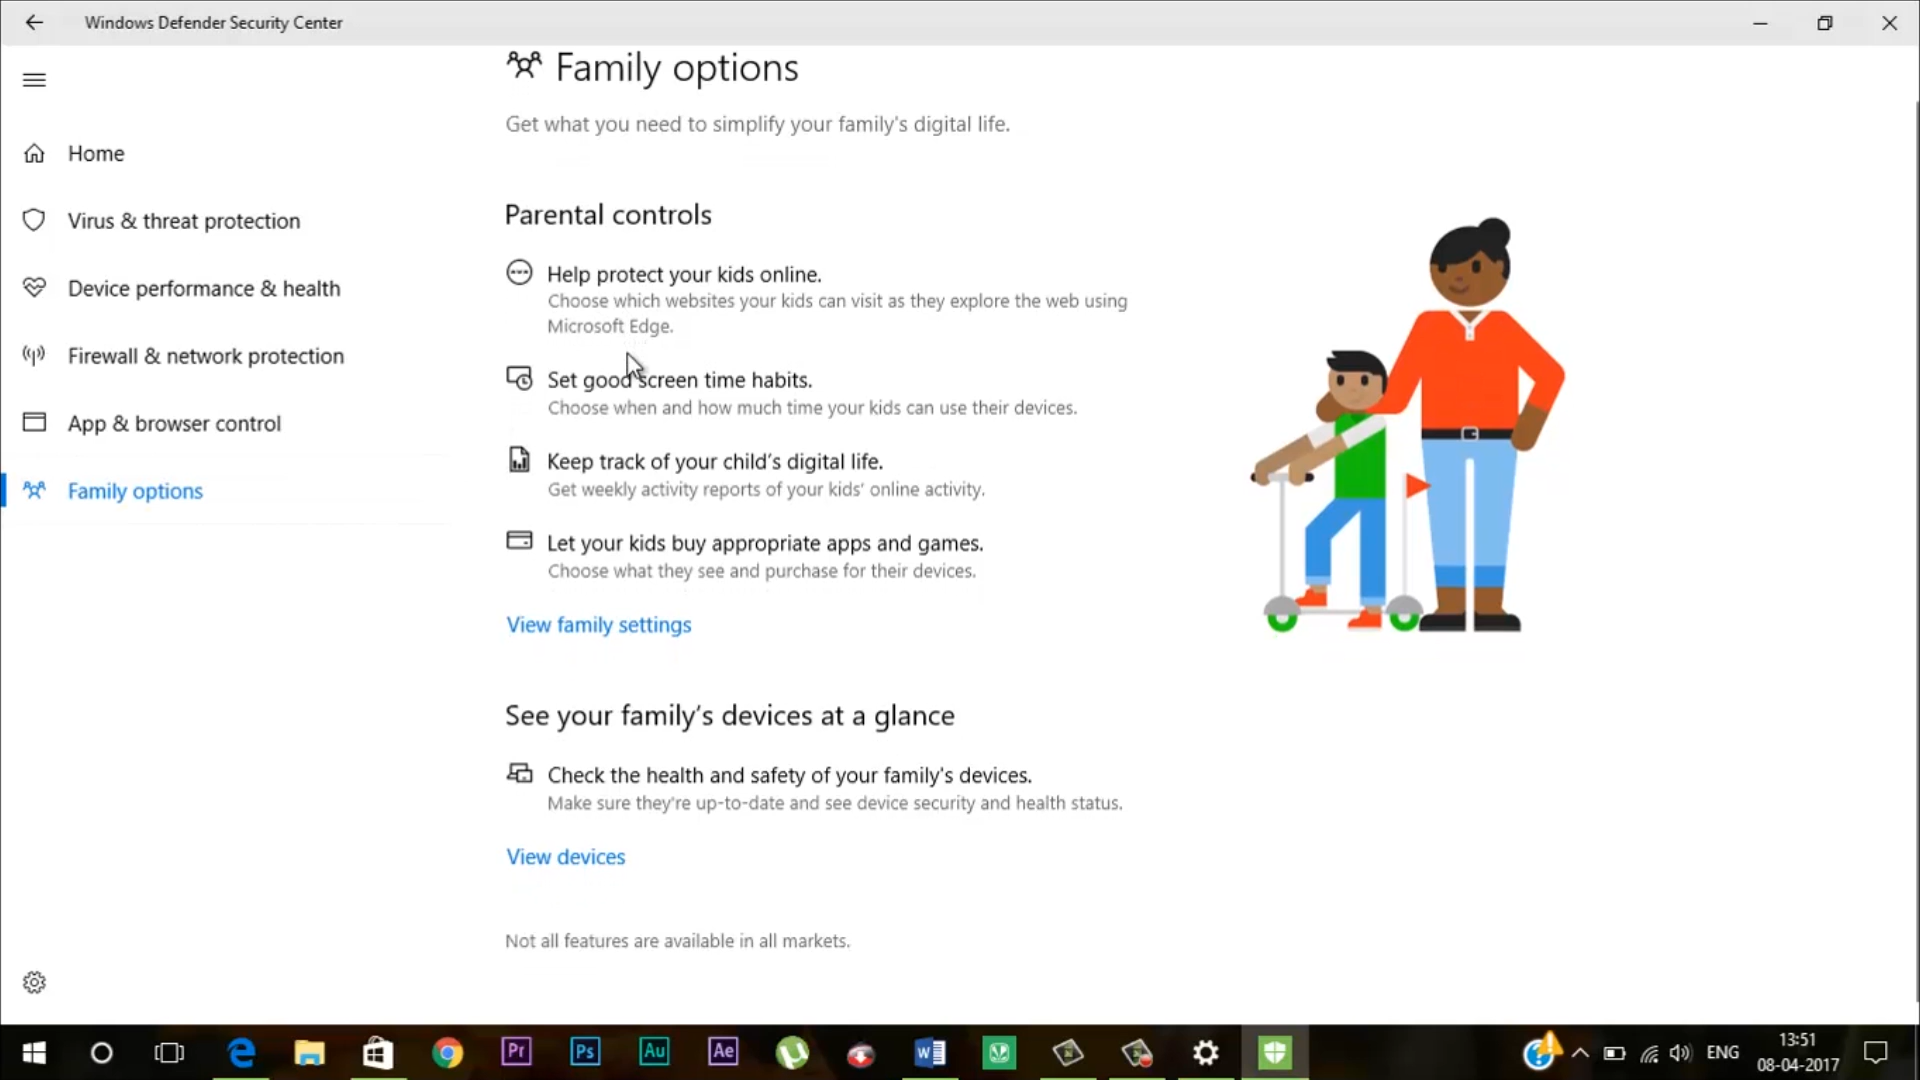 Windows Defender Security Center
Family options
Get what you need to simplify your family's digital life.
Home
Virus & threat protection
Device performance & health
Firewall & network protection
App & browser control
Family options
Parental controls
Help protect your kids online.
Choose which websites your kids can visit as they explore the web using
Microsoft Edge.
Set good screen time habits.
Choose when and how much time your kids can use their devices.
Keep track of your child's digital life.
Get weekly activity reports of your kids' online activity.
Let your kids buy appropriate apps and games.
Choose what they see and purchase for their devices.
View family settings
See your family's devices at a glance
Check the health and safety of your family's devices.
Make sure they're up-to-date and see device security and health status.
View devices
Not all features are available in all markets.
Pr
Ps
Au
Ae
W
ENG
13:51
08-04-2017